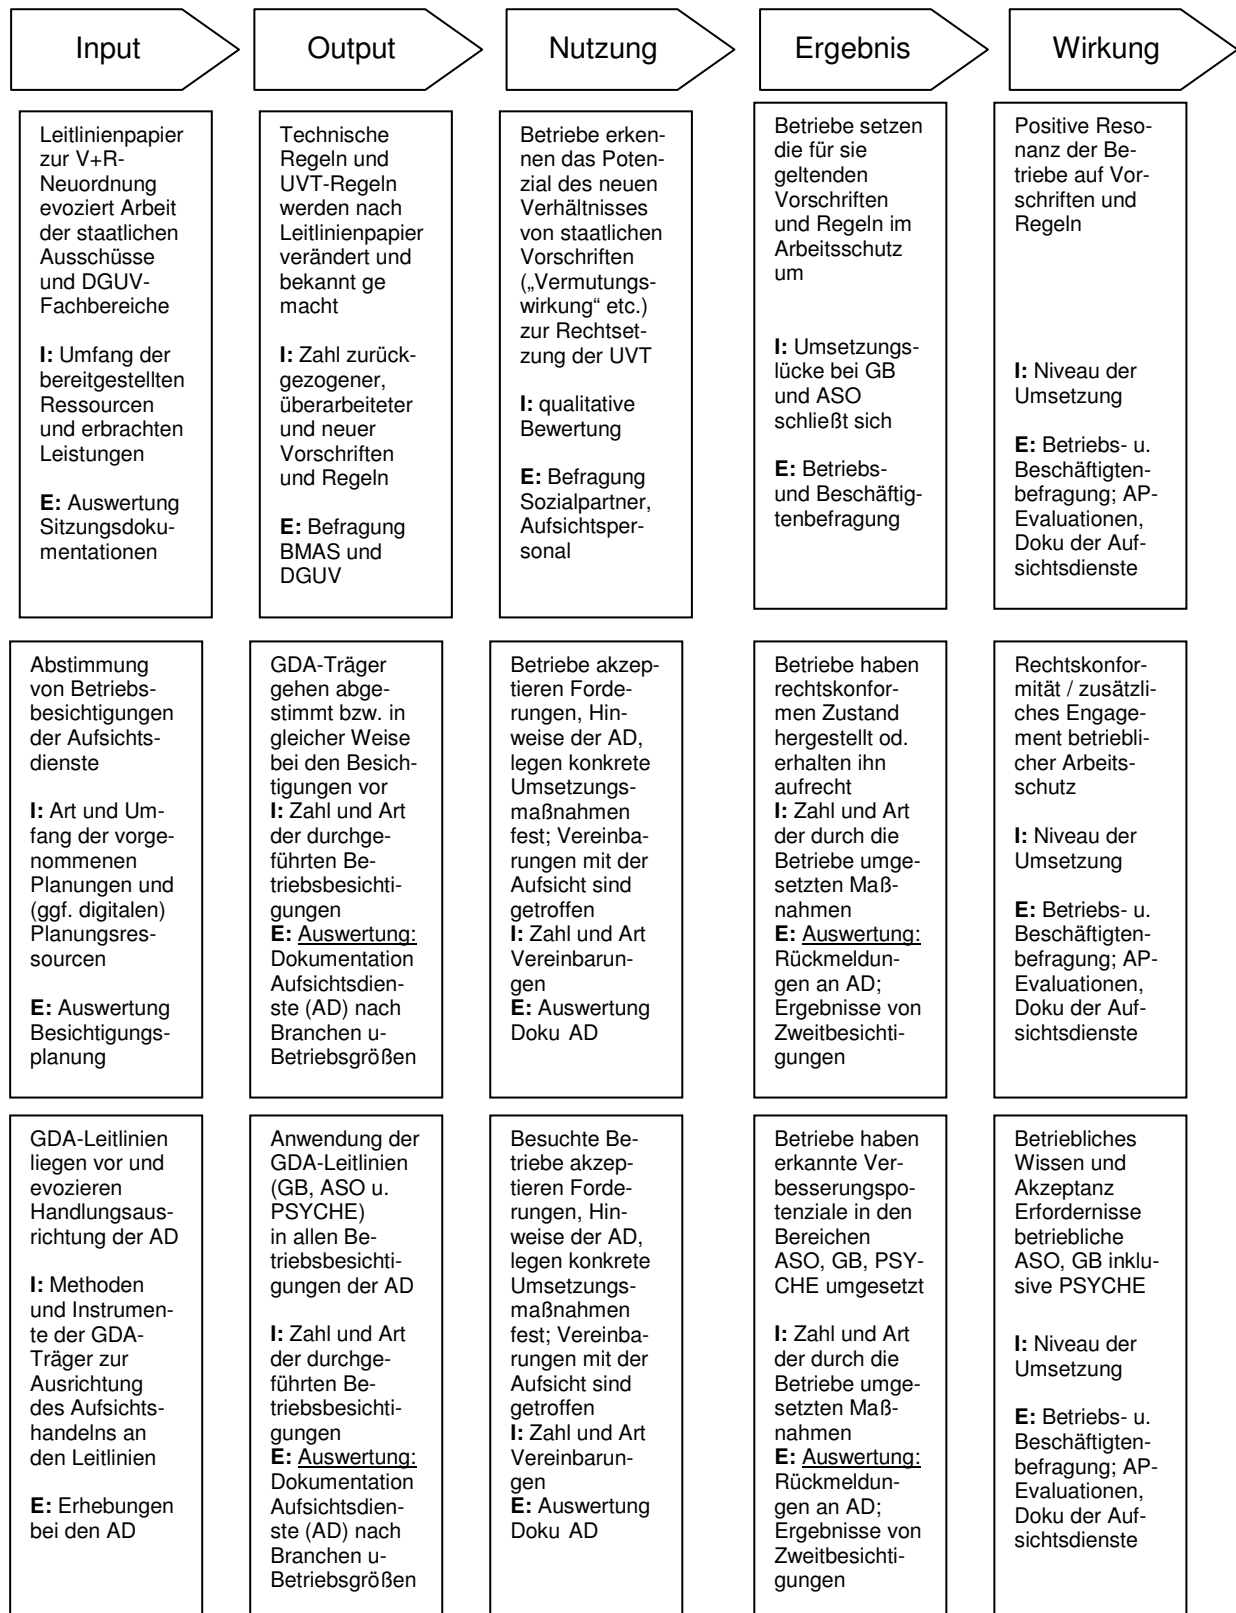 Input
Output
Nutzung
Ergebnis
Wirkung
Leitlinienpapier
zur V+R-
Neuordnung
evoziert Arbeit
der staatlichen
Ausschüsse
und DGUV-
Fachbereiche
I: Umfang der
bereitgestellten
Ressourcen
und erbrachten
Leistungen
E: Auswertung
Sitzungsdoku-
mentationen
Technische
Regeln und
UVT-Regeln
werden nach
Leitlinienpapier
verändert und
bekannt ge
macht
I: Zahl zurück-
gezogener,
überarbeiteter
und neuer
Vorschriften
und Regeln
E: Befragung
BMAS und
DGUV
Betriebe erken-
nen das Poten-
zial des neuen
Verhältnisses
von staatlichen
Vorschriften
(„Vermutungs-
wirkung“ etc.)
zur Rechtset-
zung der UVT
I: qualitative
Bewertung
E: Befragung
Sozialpartner,
Aufsichtsper-
sonal
Betriebe setzen
die für sie
geltenden
Vorschriften
und Regeln im
Arbeitsschutz
um
I: Umsetzungs-
lücke bei GB
und ASO
schließt sich
E: Betriebs-
und Beschäftig-
tenbefragung
Positive Reso-
nanz der Be-
triebe auf Vor-
schriften und
Regeln
I: Niveau der
Umsetzung
E: Betriebs- u.
Beschäftigten-
befragung; AP-
Evaluationen,
Doku der Auf-
sichtsdienste
Abstimmung
von Betriebs-
besichtigungen
der Aufsichts-
dienste
I: Art und Um-
fang der vorge-
nommenen
Planungen und
(ggf. digitalen)
Planungsres-
sourcen
E: Auswertung
Besichtigungs-
planung
GDA-Träger
gehen abge-
stimmt bzw. in
gleicher Weise
bei den Besich-
tigungen vor
I: Zahl und Art
der durchge-
führten Be-
triebsbesichti-
gungen
E: Auswertung:
Dokumentation
Aufsichtsdien-
ste (AD) nach
Branchen u-
Betriebsgrößen
Betriebe akzep-
tieren Forde-
rungen, Hin-
weise der AD,
legen konkrete
Umsetzungs-
maßnahmen
fest; Vereinba-
rungen mit der
Aufsicht sind
getroffen
I: Zahl und Art
Vereinbarun-
gen
E: Auswertung
Doku AD
Betriebe haben
rechtskonfor-
men Zustand
hergestellt od.
erhalten ihn
aufrecht
I: Zahl und Art
der durch die
Betriebe umge-
setzten Maß-
nahmen
E: Auswertung:
Rückmeldun-
gen an AD;
Ergebnisse von
Zweitbesichti-
gungen
Rechtskonfor-
mität / zusätzli-
ches Engage-
ment betriebli-
cher Arbeits-
schutz
I: Niveau der
Umsetzung
E: Betriebs- u.
Beschäftigten-
befragung; AP-
Evaluationen,
Doku der Auf-
sichtsdienste
GDA-Leitlinien
liegen vor und
evozieren
Handlungsaus-
richtung der AD
I: Methoden
und Instrumen-
te der GDA-
Träger zur
Ausrichtung
des Aufsichts-
handelns an
den Leitlinien
E: Erhebungen
bei den AD
Anwendung der
GDA-Leitlinien
(GB, ASO u.
PSYCHE)
in allen Be-
triebsbesichti-
gungen der AD
I: Zahl und Art
der durchge-
führten Be-
triebsbesichti-
gungen
E: Auswertung:
Dokumentation
Aufsichtsdien-
ste (AD) nach
Branchen u-
Betriebsgrößen
Besuchte Be-
triebe akzep-
tieren Forde-
rungen, Hin-
weise der AD,
legen konkrete
Umsetzungs-
maßnahmen
fest; Vereinba-
rungen mit der
Aufsicht sind
getroffen
I: Zahl und Art
Vereinbarun-
gen
E: Auswertung
Doku AD
Betriebe haben
erkannte Ver-
besserungspo-
tenziale in den
Bereichen
ASO, GB, PSY-
CHE umgesetzt
I: Zahl und Art
der durch die
Betriebe umge-
setzten Maß-
nahmen
E: Auswertung:
Rückmeldun-
gen an AD;
Ergebnisse von
Zweitbesichti-
gungen
Betriebliches
Wissen und
Akzeptanz
Erfordernisse
betriebliche
ASO, GB inklu-
sive PSYCHE
I: Niveau der
Umsetzung
E: Betriebs- u.
Beschäftigten-
befragung; AP-
Evaluationen,
Doku der Auf-
sichtsdienste